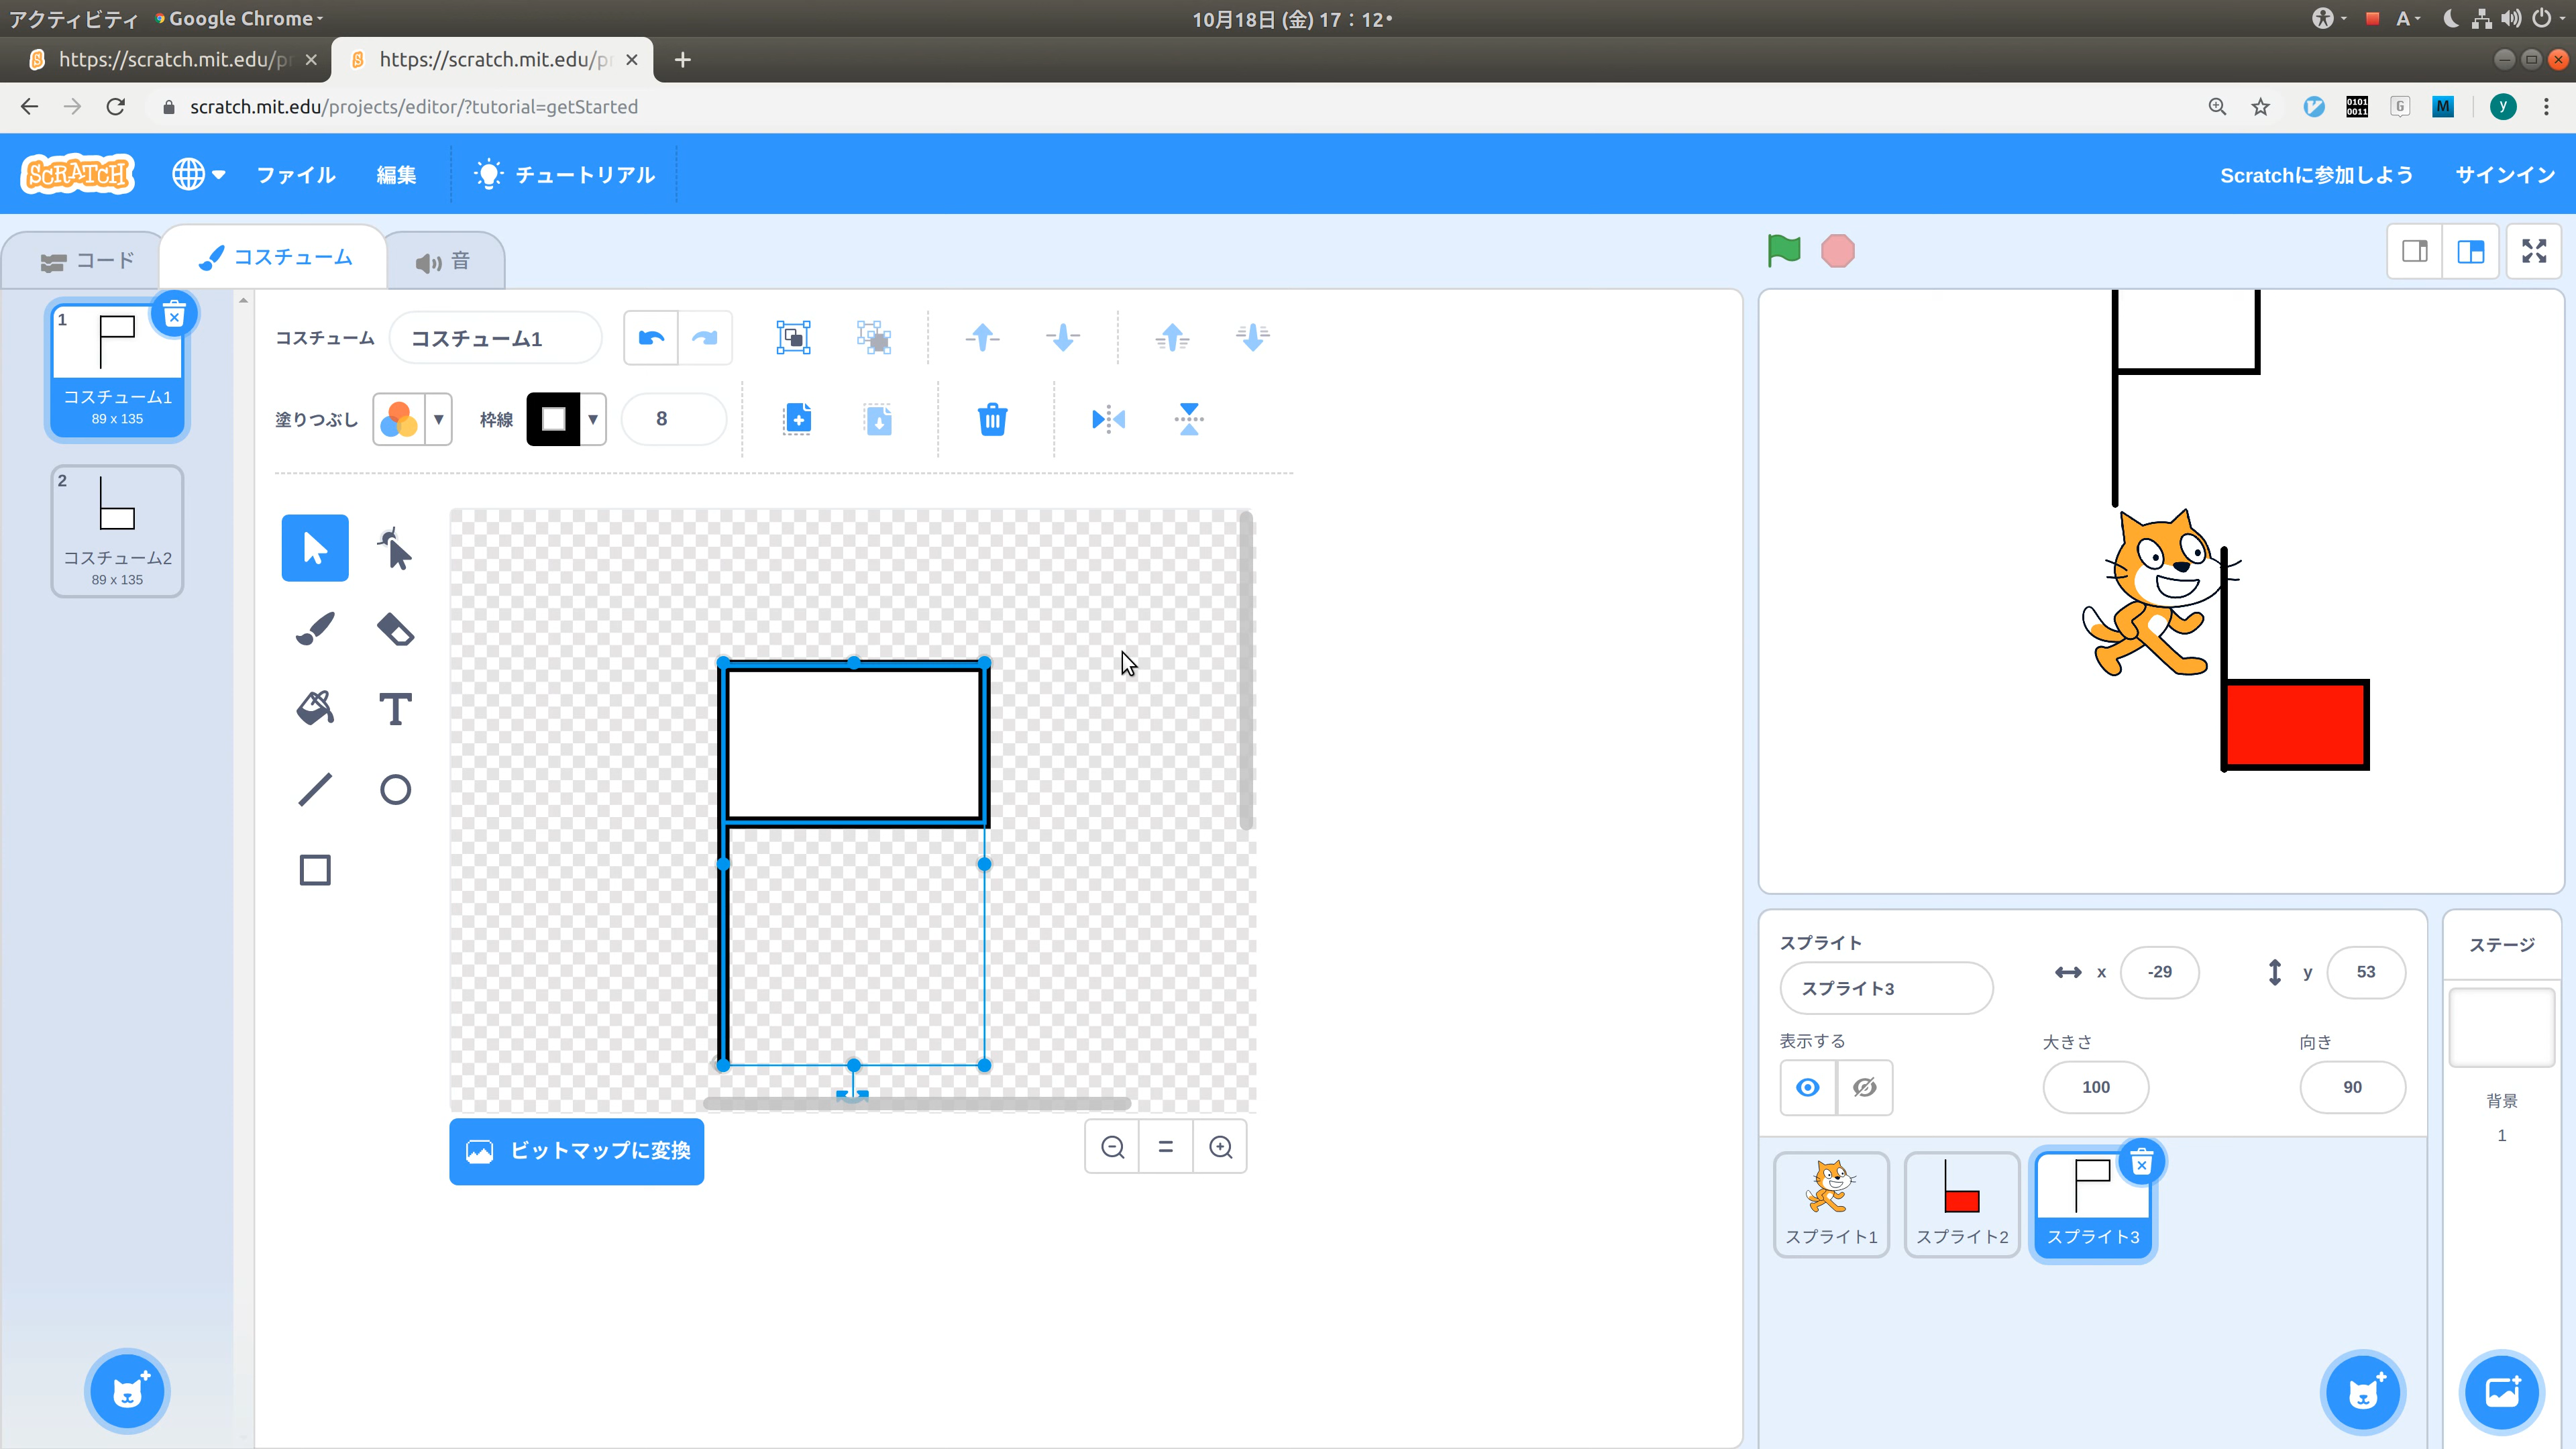 アクティビティ Google Chrome 10月18日 (金) 17：12 A
https://scratch.mit.edu/p https://scratch.mit.edu/p
scratch.mit.edu/projects/editor/?tutorial=getStarted 0101 0011 G M y
SCRATCH ファイル 編集 チュートリアル Scratchに参加しよう サインイン
コード コスチューム 音
1
コスチューム1
89 x 135
2
コスチューム2
89 x 135
コスチューム コスチューム1
塗りつぶし 枠線 8
T
ビットマップに変換
スプライト
スプライト3 x -29 y 53
表示する 大きさ 向き
100 90
スプライト1 スプライト2 スプライト3
ステージ
背景
1